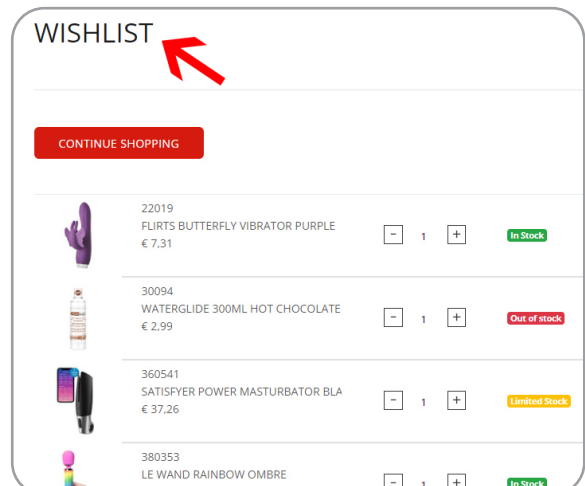 WISHLIST
CONTINUE SHOPPING
22019
FLIRTS BUTTERFLY VIBRATOR PURPLE
€ 7,31
- 1 +
In Stock
30094
WATERGLIDE 300ML HOT CHOCOLATE
€ 2,99
- 1 +
Out of stock
360541
SATISFYER POWER MASTURBATOR BLA
€ 37,26
- 1 +
Limited Stock
380353
LE WAND RAINBOW OMBRE
- 1 +
In Stock